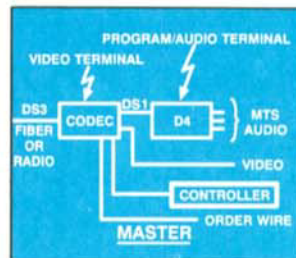 PROGRAM/AUDIO TERMINAL
VIDEO TERMINAL
DS3
FIBER
OR
RADIO
CODEC
DS1
D4
MTS
AUDIO
VIDEO
CONTROLLER
ORDER WIRE
MASTER